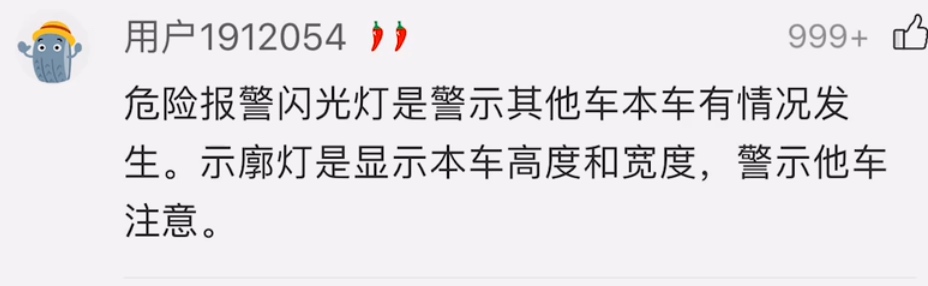 用户1912054 🌶🌶 999+
危险报警闪光灯是警示其他车本车有情况发
生。示廓灯是显示本车高度和宽度，警示他车
注意。